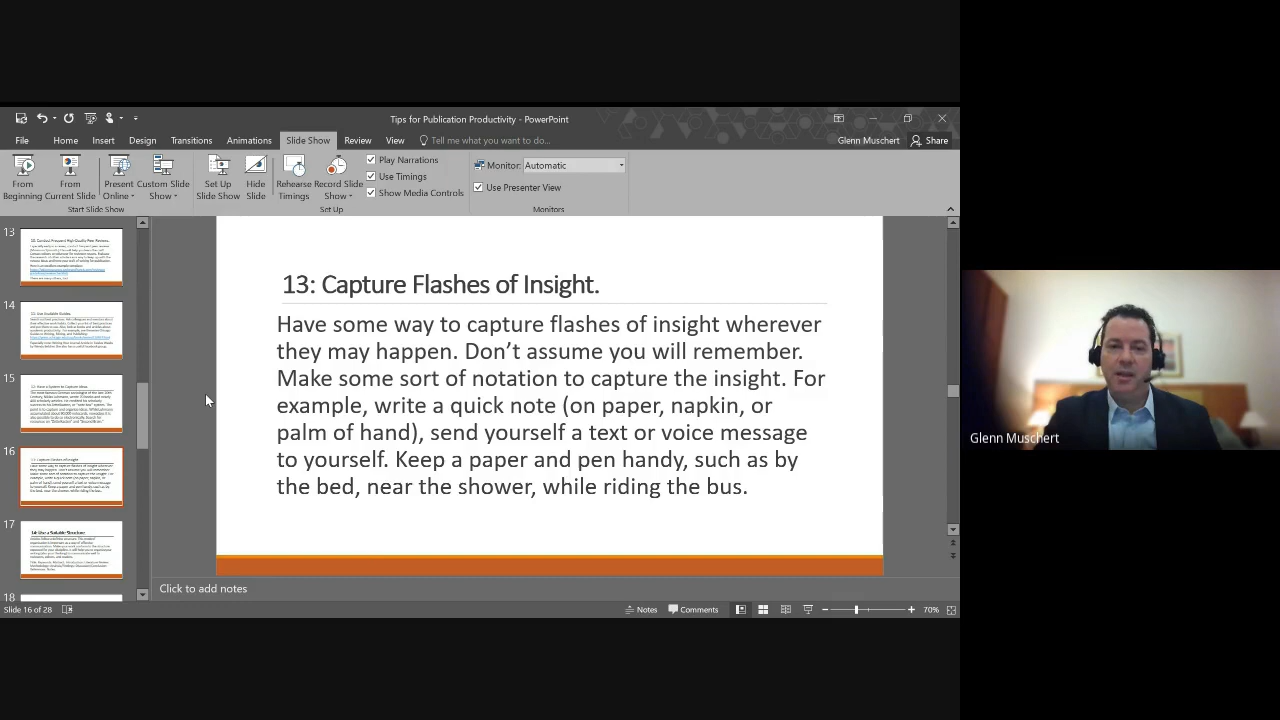 Tips for Publication Productivity - PowerPoint
File Home Insert Design Transitions Animations Slide Show Review View Tell me what you want to do... Glenn Muschert Share
From Beginning
From Current Slide
Present Online
Custom Slide Show
Set Up Slide Show
Hide Slide
Rehearse Timings
Record Slide Show
Play Narrations
Use Timings
Show Media Controls
Monitor: Automatic
Use Presenter View
Start Slide Show
Set Up
Monitors
13
14
15
16
17
18
13: Capture Flashes of Insight.
Have some way to capture flashes of insight wherever
they may happen. Don’t assume you will remember.
Make some sort of notation to capture the insight. For
example, write a quick note (on paper, napkin, or
palm of hand), send yourself a text or voice message
to yourself. Keep a paper and pen handy, such as by
the bed, near the shower, while riding the bus.
Click to add notes
Slide 16 of 28
Notes
Comments
70%
Glenn Muschert